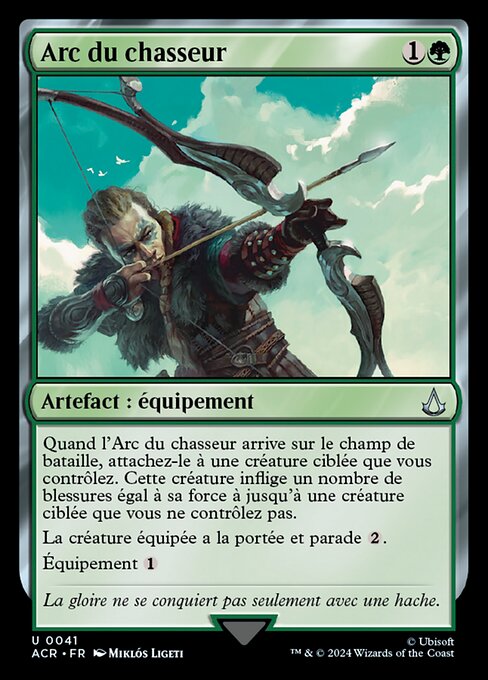 Arc du chasseur 1
Artefact : équipement
Quand l'Arc du chasseur arrive sur le champ de
bataille, attachez-le à une créature ciblée que vous
contrôlez. Cette créature inflige un nombre de
blessures égal à sa force à jusqu'à une créature
ciblée que vous ne contrôlez pas.
La créature équipée a la portée et parade 2.
Équipement 1
La gloire ne se conquiert pas seulement avec une hache.
U 0041
ACR • FR Miklós Ligeti
© Ubisoft
™ & © 2024 Wizards of the Coast